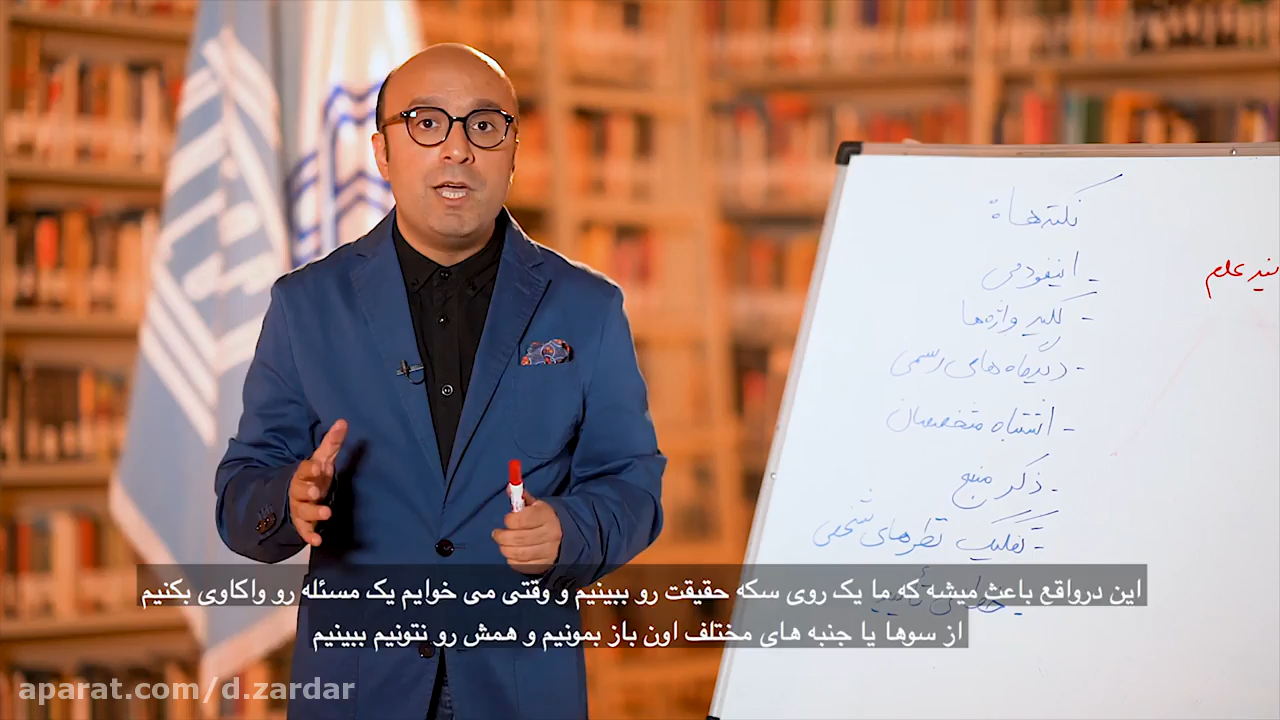 نکته‌ها:
- اینفودمی
- کلید واژه‌ها
- دیدگاه‌های رسمی
- اشتباه متخصصان
- ذکر منبع
- تفکیک نظرهای شخصی
علم
این درواقع باعث میشه که ما یک روی سکه حقیقت رو ببینیم و وقتی می خوایم یک مسئله رو واکاوی بکنیم
از سوها یا جنبه های مختلف اون باز بمونیم و همش رو نتونیم ببینیم
aparat.com/d.zardar